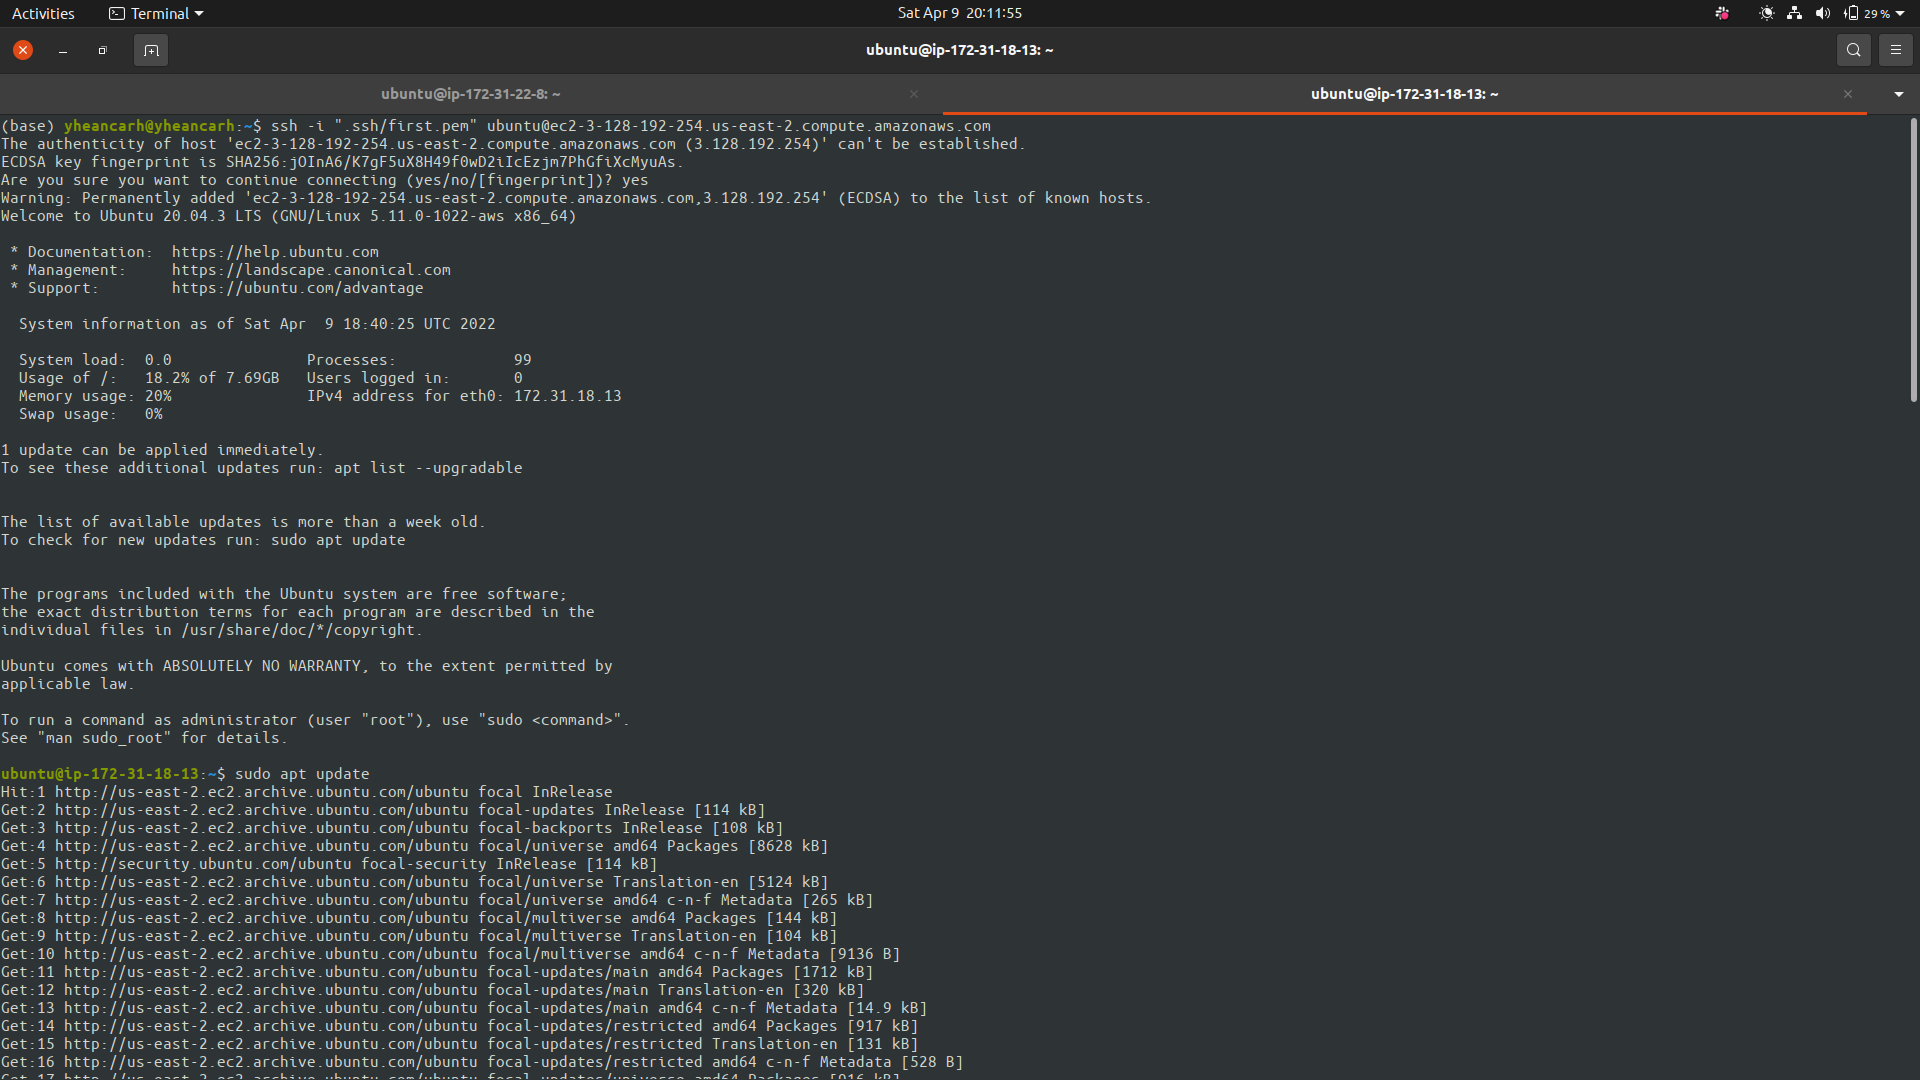 Activities Terminal Sat Apr 9 20:11:55 29 %
ubuntu@ip-172-31-18-13: ~
ubuntu@ip-172-31-22-8: ~ ubuntu@ip-172-31-18-13: ~
(base) yheancarh@yheancarh:~$ ssh -i ".ssh/first.pem" ubuntu@ec2-3-128-192-254.us-east-2.compute.amazonaws.com
The authenticity of host 'ec2-3-128-192-254.us-east-2.compute.amazonaws.com (3.128.192.254)' can't be established.
ECDSA key fingerprint is SHA256:jOInA6/K7gF5uX8H49f0wD2iIcEzjm7PhGfiXcMyuAs.
Are you sure you want to continue connecting (yes/no/[fingerprint])? yes
Warning: Permanently added 'ec2-3-128-192-254.us-east-2.compute.amazonaws.com,3.128.192.254' (ECDSA) to the list of known hosts.
Welcome to Ubuntu 20.04.3 LTS (GNU/Linux 5.11.0-1022-aws x86_64)
* Documentation: https://help.ubuntu.com
* Management: https://landscape.canonical.com
* Support: https://ubuntu.com/advantage
System information as of Sat Apr 9 18:40:25 UTC 2022
System load: 0.0 Processes: 99
Usage of /: 18.2% of 7.69GB Users logged in: 0
Memory usage: 20% IPv4 address for eth0: 172.31.18.13
Swap usage: 0%
1 update can be applied immediately.
To see these additional updates run: apt list --upgradable
The list of available updates is more than a week old.
To check for new updates run: sudo apt update
The programs included with the Ubuntu system are free software;
the exact distribution terms for each program are described in the
individual files in /usr/share/doc/*/copyright.
Ubuntu comes with ABSOLUTELY NO WARRANTY, to the extent permitted by
applicable law.
To run a command as administrator (user "root"), use "sudo <command>".
See "man sudo_root" for details.
ubuntu@ip-172-31-18-13:~$ sudo apt update
Hit:1 http://us-east-2.ec2.archive.ubuntu.com/ubuntu focal InRelease
Get:2 http://us-east-2.ec2.archive.ubuntu.com/ubuntu focal-updates InRelease [114 kB]
Get:3 http://us-east-2.ec2.archive.ubuntu.com/ubuntu focal-backports InRelease [108 kB]
Get:4 http://us-east-2.ec2.archive.ubuntu.com/ubuntu focal/universe amd64 Packages [8628 kB]
Get:5 http://security.ubuntu.com/ubuntu focal-security InRelease [114 kB]
Get:6 http://us-east-2.ec2.archive.ubuntu.com/ubuntu focal/universe Translation-en [5124 kB]
Get:7 http://us-east-2.ec2.archive.ubuntu.com/ubuntu focal/universe amd64 c-n-f Metadata [265 kB]
Get:8 http://us-east-2.ec2.archive.ubuntu.com/ubuntu focal/multiverse amd64 Packages [144 kB]
Get:9 http://us-east-2.ec2.archive.ubuntu.com/ubuntu focal/multiverse Translation-en [104 kB]
Get:10 http://us-east-2.ec2.archive.ubuntu.com/ubuntu focal/multiverse amd64 c-n-f Metadata [9136 B]
Get:11 http://us-east-2.ec2.archive.ubuntu.com/ubuntu focal-updates/main amd64 Packages [1712 kB]
Get:12 http://us-east-2.ec2.archive.ubuntu.com/ubuntu focal-updates/main Translation-en [320 kB]
Get:13 http://us-east-2.ec2.archive.ubuntu.com/ubuntu focal-updates/main amd64 c-n-f Metadata [14.9 kB]
Get:14 http://us-east-2.ec2.archive.ubuntu.com/ubuntu focal-updates/restricted amd64 Packages [917 kB]
Get:15 http://us-east-2.ec2.archive.ubuntu.com/ubuntu focal-updates/restricted Translation-en [131 kB]
Get:16 http://us-east-2.ec2.archive.ubuntu.com/ubuntu focal-updates/restricted amd64 c-n-f Metadata [528 B]
Get:17 http://us-east-2.ec2.archive.ubuntu.com/ubuntu focal-updates/universe amd64 Packages [916 kB]